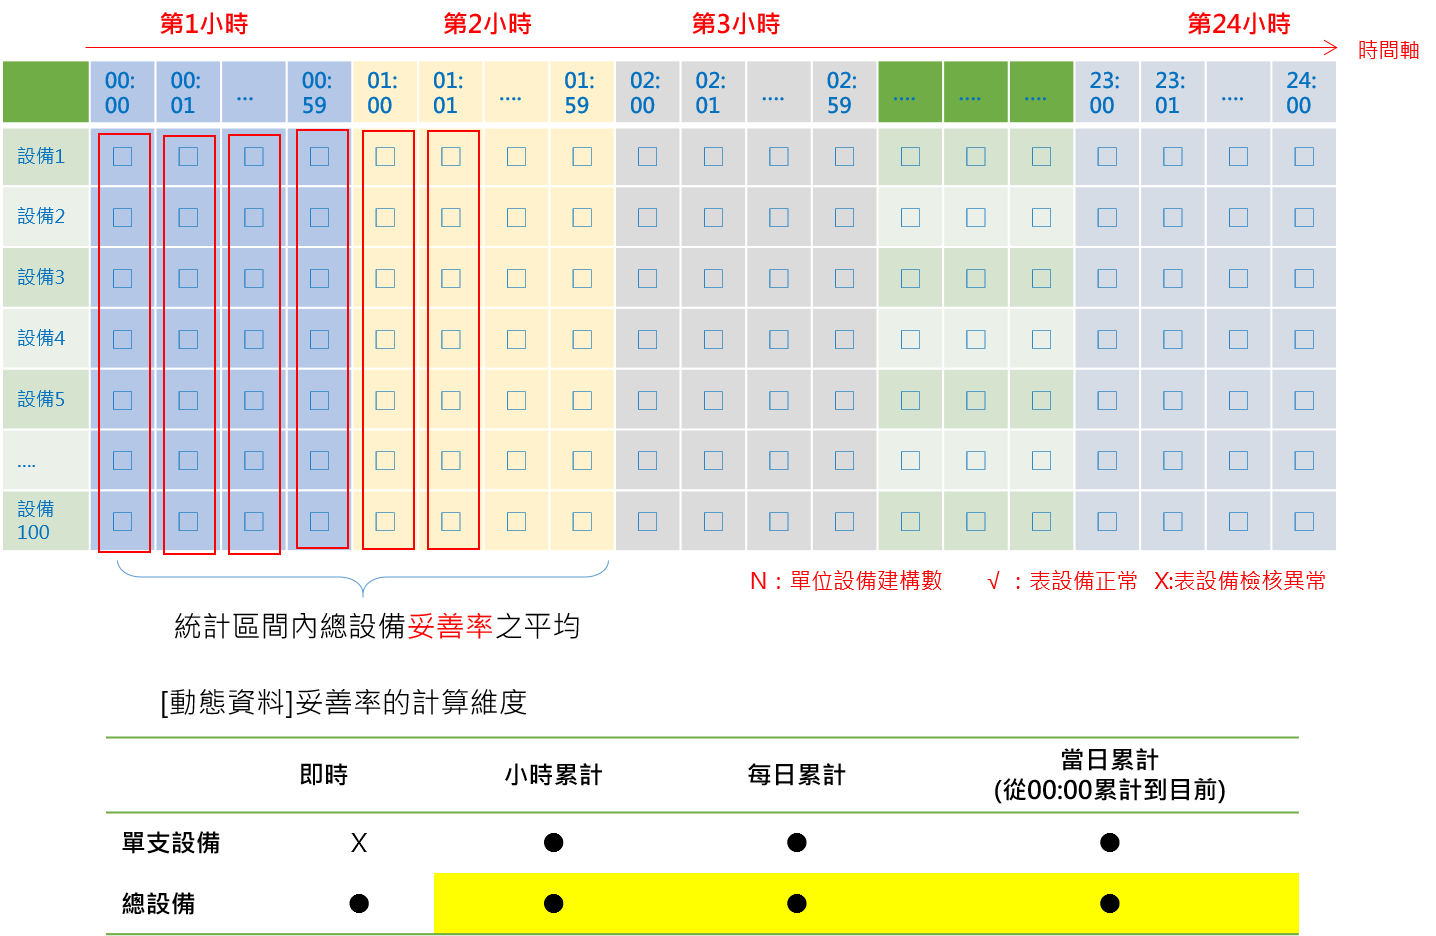 第1小時 第2小時 第3小時 第24小時
時間軸
00:00 00:01 ... 00:59 01:00 01:01 .... 01:59 02:00 02:01 .... 02:59 .... .... .... 23:00 23:01 .... 24:00
設備1 □ □ □ □ □ □ □ □ □ □ □ □ □ □ □ □ □ □ □
設備2 □ □ □ □ □ □ □ □ □ □ □ □ □ □ □ □ □ □ □
設備3 □ □ □ □ □ □ □ □ □ □ □ □ □ □ □ □ □ □ □
設備4 □ □ □ □ □ □ □ □ □ □ □ □ □ □ □ □ □ □ □
設備5 □ □ □ □ □ □ □ □ □ □ □ □ □ □ □ □ □ □ □
.... □ □ □ □ □ □ □ □ □ □ □ □ □ □ □ □ □ □ □
設備100 □ □ □ □ □ □ □ □ □ □ □ □ □ □ □ □ □ □ □
N：單位設備建構數 √ ：表設備正常 X:表設備檢核異常
統計區間內總設備妥善率之平均
[動態資料]妥善率的計算維度
即時 小時累計 每日累計 當日累計
(從00:00累計到目前)
單支設備 X ● ● ●
總設備 ● ● ● ●